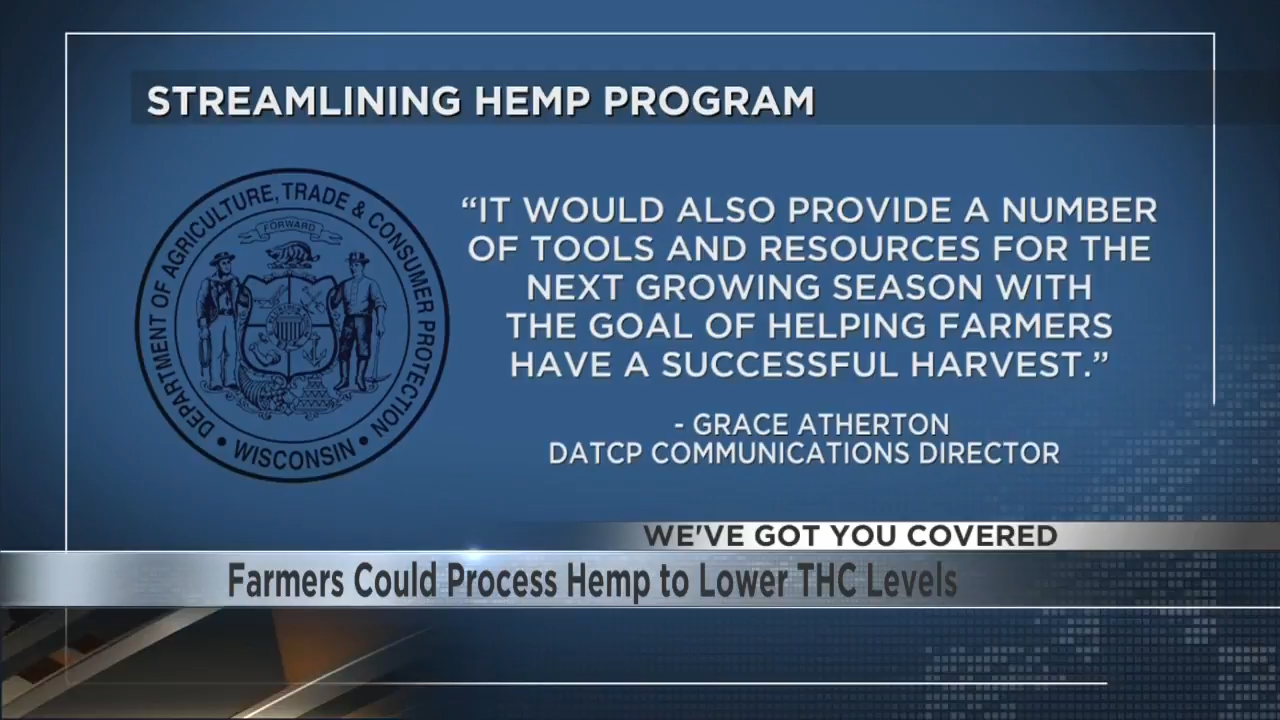 STREAMLINING HEMP PROGRAM
DEPARTMENT OF AGRICULTURE, TRADE & CONSUMER PROTECTION
FORWARD
• WISCONSIN •
“IT WOULD ALSO PROVIDE A NUMBER
OF TOOLS AND RESOURCES FOR THE
NEXT GROWING SEASON WITH
THE GOAL OF HELPING FARMERS
HAVE A SUCCESSFUL HARVEST.”
- GRACE ATHERTON
DATCP COMMUNICATIONS DIRECTOR
WE'VE GOT YOU COVERED
Farmers Could Process Hemp to Lower THC Levels